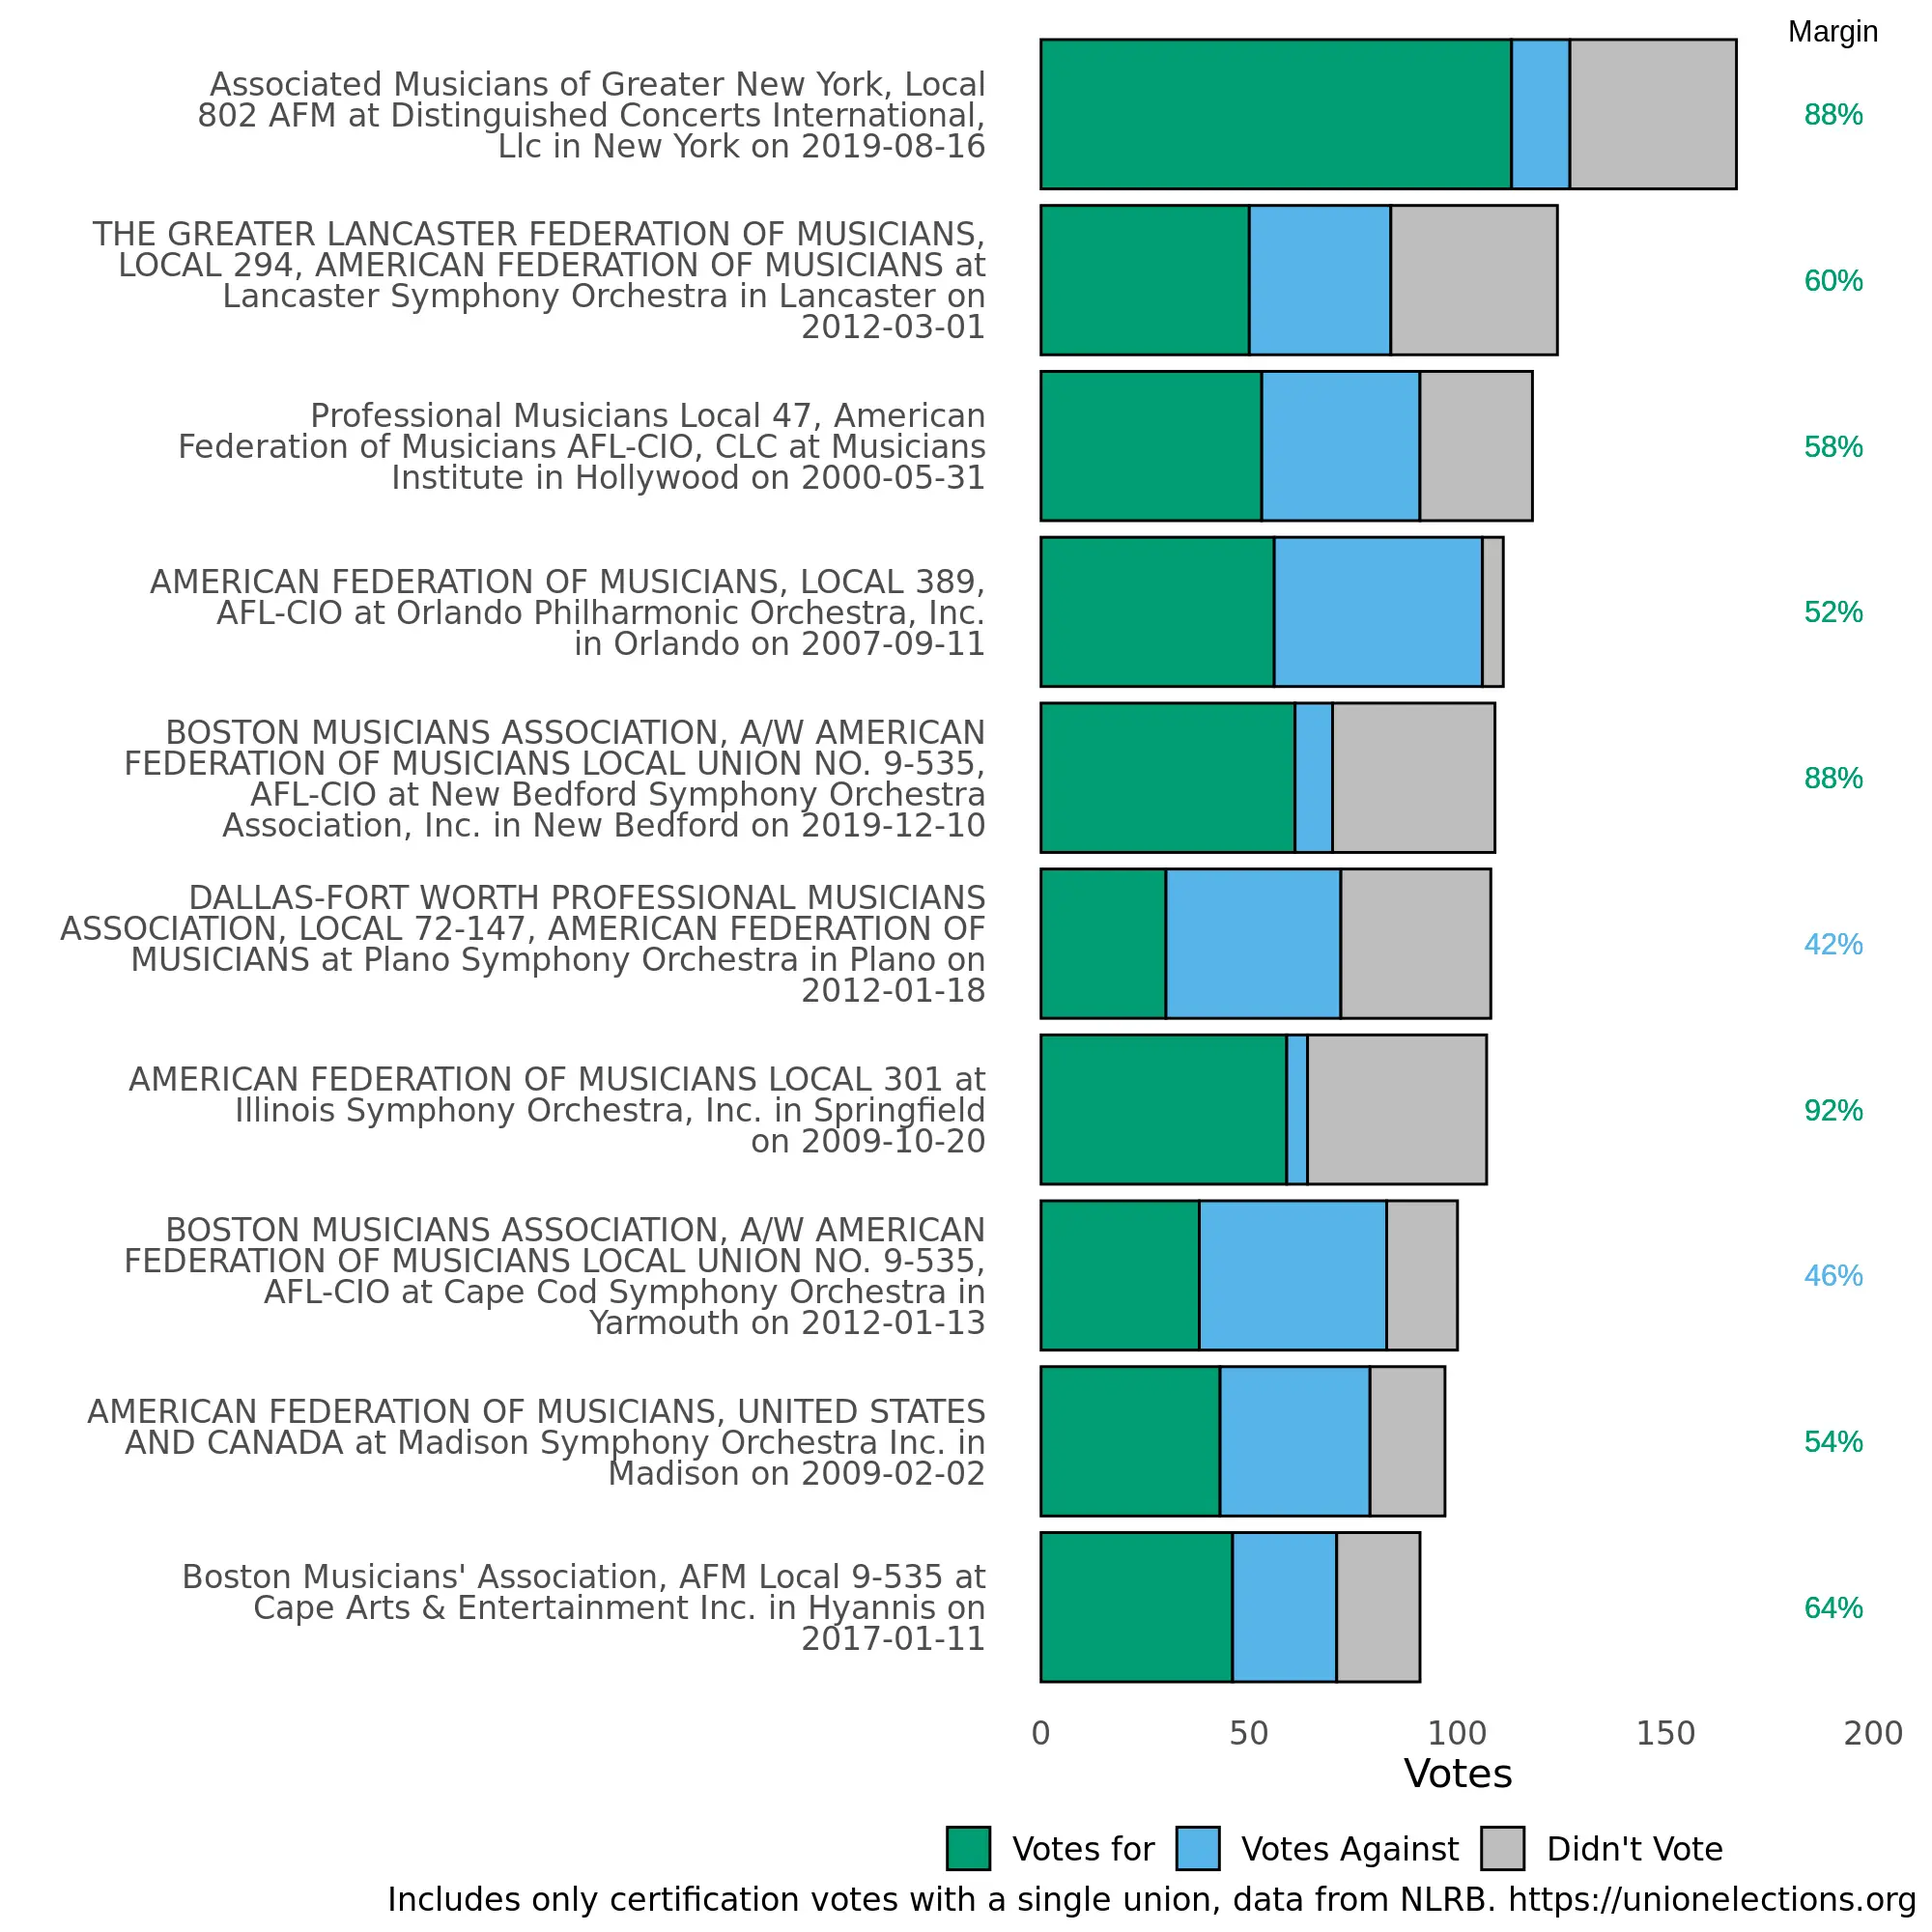 Margin
Associated Musicians of Greater New York, Local
802 AFM at Distinguished Concerts International,
Llc in New York on 2019-08-16
88%
THE GREATER LANCASTER FEDERATION OF MUSICIANS,
LOCAL 294, AMERICAN FEDERATION OF MUSICIANS at
Lancaster Symphony Orchestra in Lancaster on
2012-03-01
60%
Professional Musicians Local 47, American
Federation of Musicians AFL-CIO, CLC at Musicians
Institute in Hollywood on 2000-05-31
58%
AMERICAN FEDERATION OF MUSICIANS, LOCAL 389,
AFL-CIO at Orlando Philharmonic Orchestra, Inc.
in Orlando on 2007-09-11
52%
BOSTON MUSICIANS ASSOCIATION, A/W AMERICAN
FEDERATION OF MUSICIANS LOCAL UNION NO. 9-535,
AFL-CIO at New Bedford Symphony Orchestra
Association, Inc. in New Bedford on 2019-12-10
88%
DALLAS-FORT WORTH PROFESSIONAL MUSICIANS
ASSOCIATION, LOCAL 72-147, AMERICAN FEDERATION OF
MUSICIANS at Plano Symphony Orchestra in Plano on
2012-01-18
42%
AMERICAN FEDERATION OF MUSICIANS LOCAL 301 at
Illinois Symphony Orchestra, Inc. in Springfield
on 2009-10-20
92%
BOSTON MUSICIANS ASSOCIATION, A/W AMERICAN
FEDERATION OF MUSICIANS LOCAL UNION NO. 9-535,
AFL-CIO at Cape Cod Symphony Orchestra in
Yarmouth on 2012-01-13
46%
AMERICAN FEDERATION OF MUSICIANS, UNITED STATES
AND CANADA at Madison Symphony Orchestra Inc. in
Madison on 2009-02-02
54%
Boston Musicians' Association, AFM Local 9-535 at
Cape Arts & Entertainment Inc. in Hyannis on
2017-01-11
64%
0 50 100 150 200
Votes
Votes for Votes Against Didn't Vote
Includes only certification votes with a single union, data from NLRB. https://unionelections.org